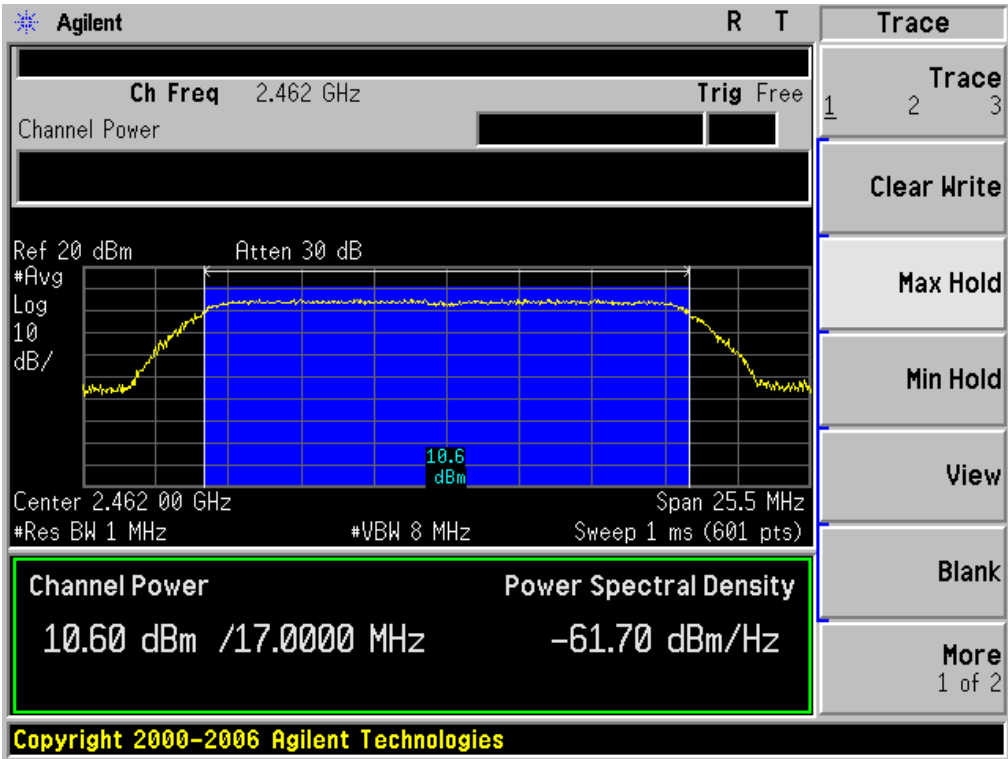 Agilent R T
Ch Freq 2.462 GHz Trig Free
Channel Power
Ref 20 dBm Atten 30 dB
#Avg
Log
10
dB/
10.6
dBm
Center 2.462 00 GHz Span 25.5 MHz
#Res BW 1 MHz #VBW 8 MHz Sweep 1 ms (601 pts)
Channel Power Power Spectral Density
10.60 dBm /17.0000 MHz -61.70 dBm/Hz
Copyright 2000-2006 Agilent Technologies
Trace
Trace
1 2 3
Clear Write
Max Hold
Min Hold
View
Blank
More
1 of 2